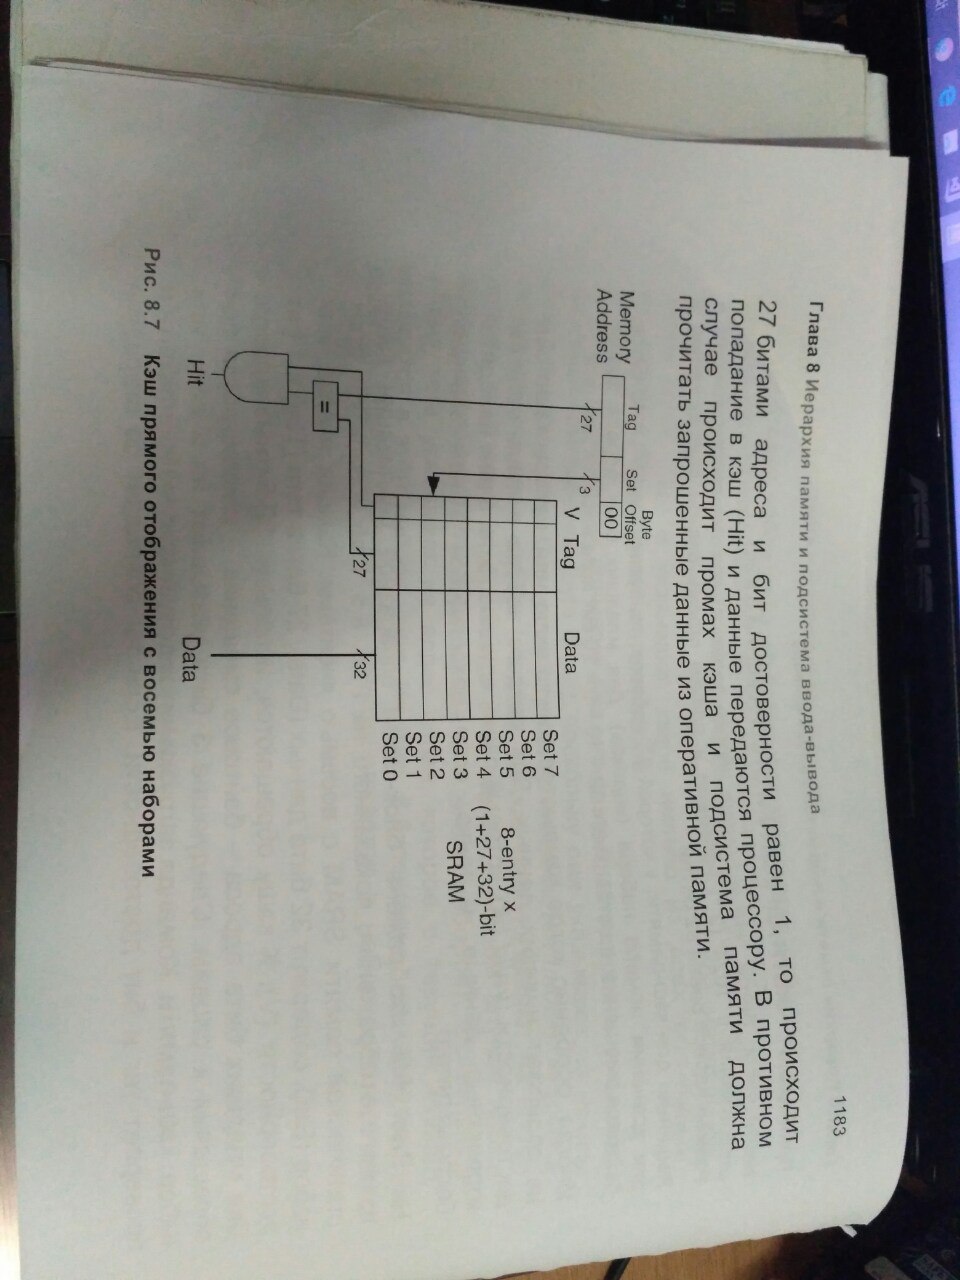 ASUS
1183
Глава 8 Иерархия памяти и подсистема ввода-вывода
27 битами адреса и бит достоверности равен 1, то происходит
попадание в кэш (Hit) и данные передаются процессору. В противном
случае происходит промах кэша и подсистема памяти должна
прочитать запрошенные данные из оперативной памяти.
Memory
Address
Tag Set Byte
Offset
00
27 3
V Tag Data
Set 7
Set 6
Set 5
Set 4
Set 3
Set 2
Set 1
Set 0
8-entry x
(1+27+32)-bit
SRAM
27 32
=
Hit Data
Рис. 8.7 Кэш прямого отображения с восемью наборами